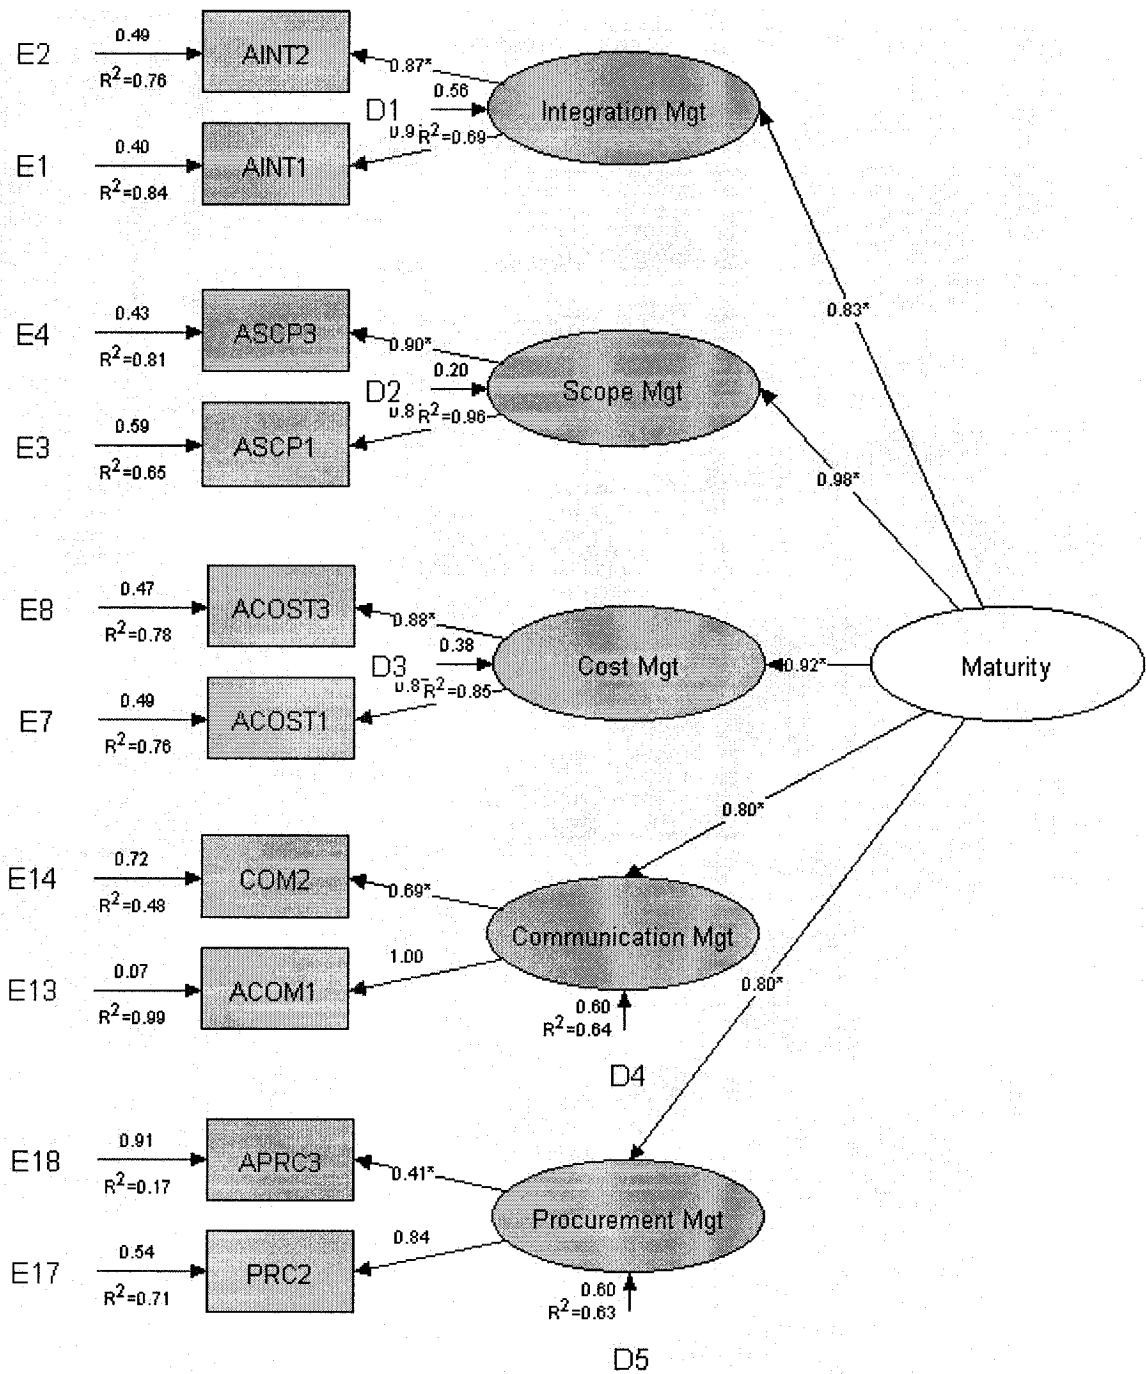 E2
0.49
R²=0.76
AINT2
0.87*
D1
0.56
R²=0.69
Integration Mgt
E1
0.40
R²=0.84
AINT1
0.83*
E4
0.43
R²=0.81
ASCP3
0.90*
D2
0.20
R²=0.96
Scope Mgt
E3
0.59
R²=0.65
ASCP1
0.98*
E8
0.47
R²=0.78
ACOST3
0.88*
D3
0.38
R²=0.85
Cost Mgt
0.92*
Maturity
E7
0.49
R²=0.76
ACOST1
0.80*
E14
0.72
R²=0.48
COM2
0.69*
Communication Mgt
E13
0.07
R²=0.99
ACOM1
1.00
0.60
R²=0.64
D4
0.80*
E18
0.91
R²=0.17
APRC3
0.41*
Procurement Mgt
E17
0.54
R²=0.71
PRC2
0.84
0.60
R²=0.63
D5